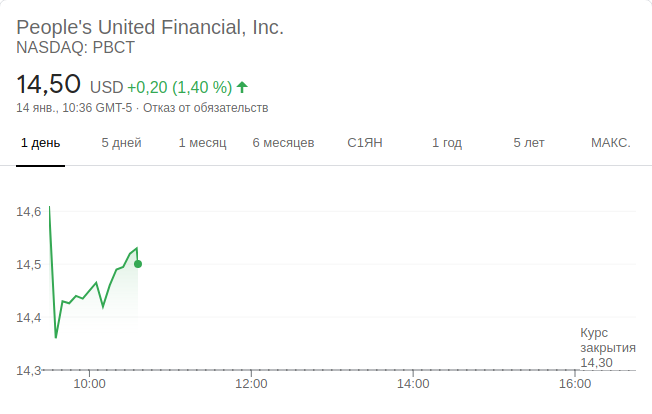 People's United Financial, Inc.
NASDAQ: PBCT
14,50 USD +0,20 (1,40 %)
14 янв., 10:36 GMT-5 · Отказ от обязательств
1 день 5 дней 1 месяц 6 месяцев С1ЯН 1 год 5 лет МАКС.
14,6
14,5
14,4
14,3
Курс
закрытия
14,30
10:00 12:00 14:00 16:00